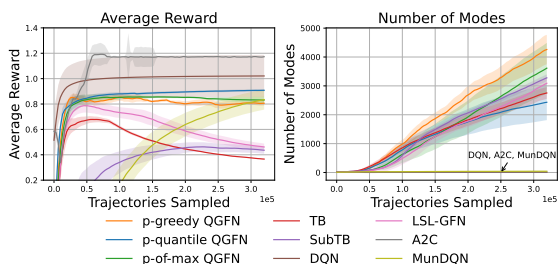 Average Reward
Average Reward
1.4
1.2
1.0
0.8
0.6
0.4
0.2
0.0 0.5 1.0 1.5 2.0 2.5 3.0
1e5
Trajectories Sampled
Number of Modes
Number of Modes
5000
4000
3000
2000
1000
0
DQN, A2C, MunDQN
0.0 0.5 1.0 1.5 2.0 2.5 3.0
1e5
Trajectories Sampled
p-greedy QGFN
p-quantile QGFN
p-of-max QGFN
TB
SubTB
DQN
LSL-GFN
A2C
MunDQN